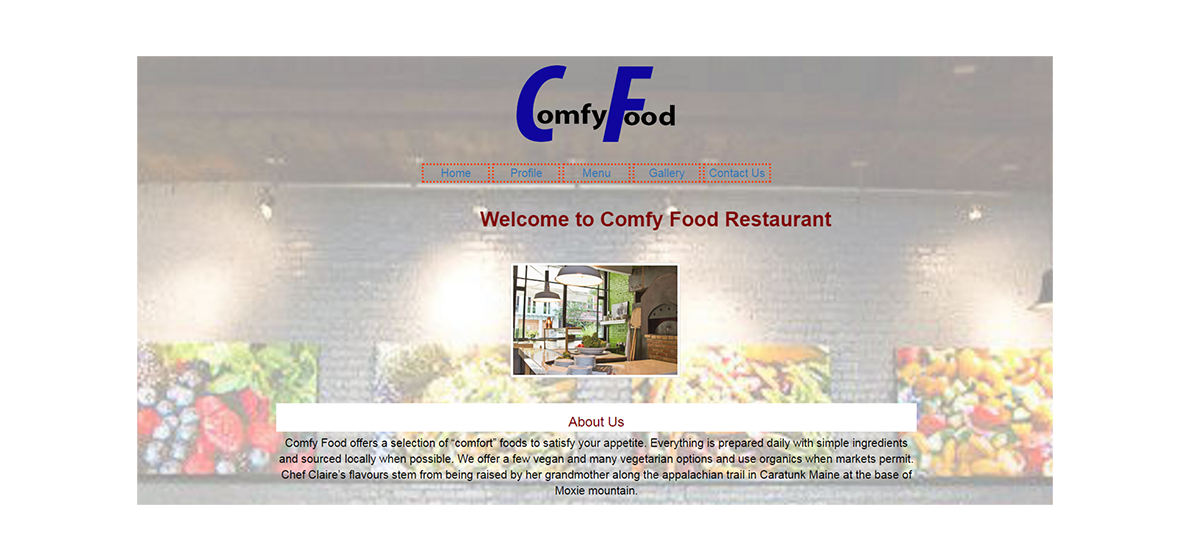 ComfyFood
Home Profile Menu Gallery Contact Us
Welcome to Comfy Food Restaurant
About Us
Comfy Food offers a selection of “comfort” foods to satisfy your appetite. Everything is prepared daily with simple ingredients
and sourced locally when possible. We offer a few vegan and many vegetarian options and use organics when markets permit.
Chef Claire’s flavours stem from being raised by her grandmother along the appalachian trail in Caratunk Maine at the base of
Moxie mountain.